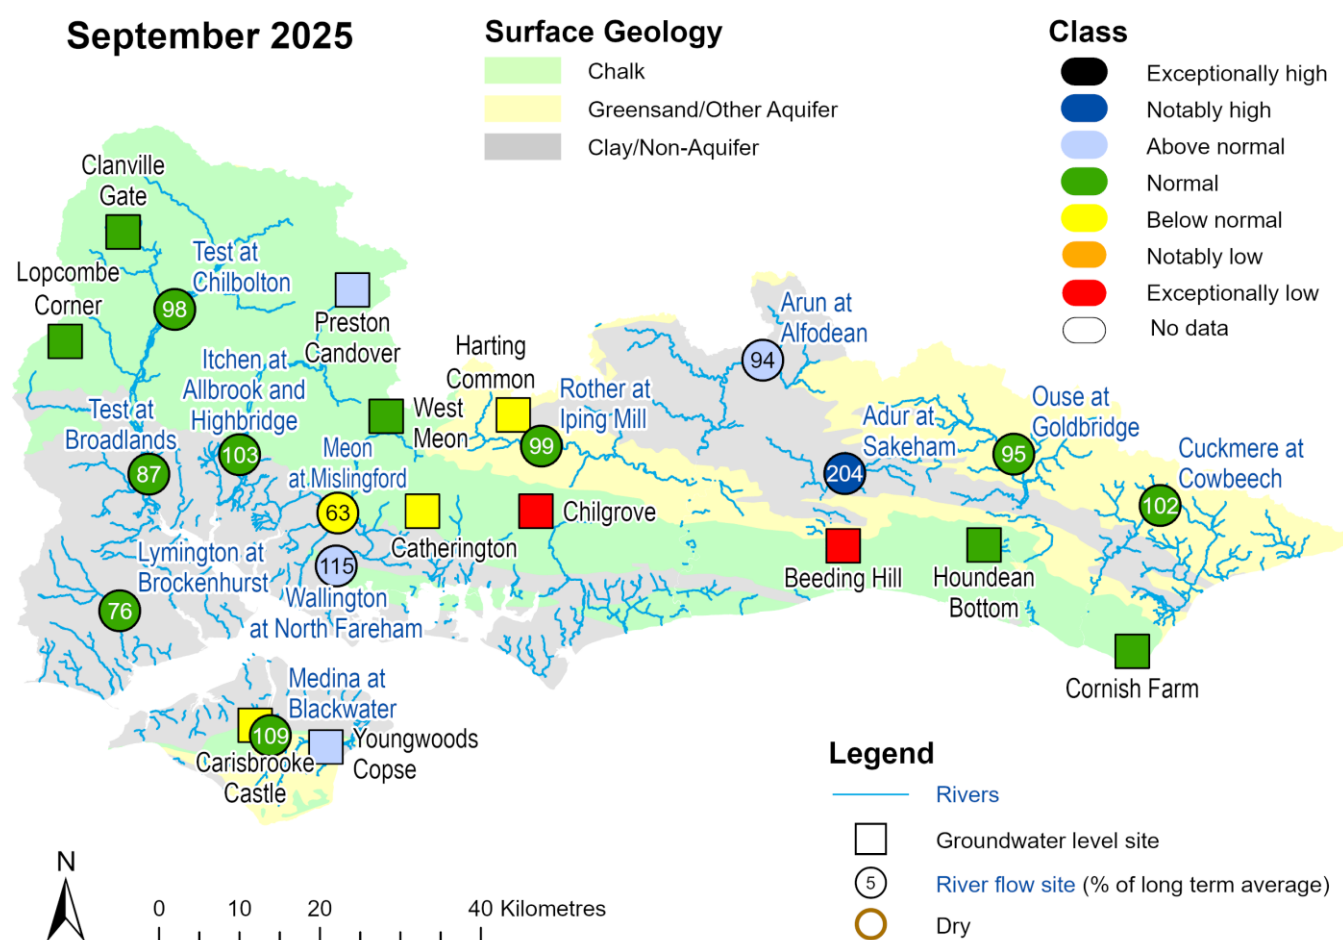 September 2025
Surface Geology
Chalk
Greensand/Other Aquifer
Clay/Non-Aquifer
Class
Exceptionally high
Notably high
Above normal
Normal
Below normal
Notably low
Exceptionally low
No data
Clanville
Gate
Test at
Chilbolton
98
Lopcombe
Corner
Preston
Candover
Itchen at
Allbrook and
Highbridge
103
Test at
Broadlands
87
West
Meon
Harting
Common
Rother at
Iping Mill
99
Arun at
Alfodean
94
Adur at
Sakeham
204
Ouse at
Goldbridge
95
Cuckmere at
Cowbeech
102
Meon
at Mislingford
63
Catherington
Chilgrove
115
Wallington
at North Fareham
Lymington at
Brockenhurst
76
Beeding Hill
Houndean
Bottom
Cornish Farm
Medina at
Blackwater
109
Carisbrooke
Castle
Youngwoods
Copse
Legend
Rivers
Groundwater level site
5
River flow site (% of long term average)
Dry
N
0 10 20 40 Kilometres